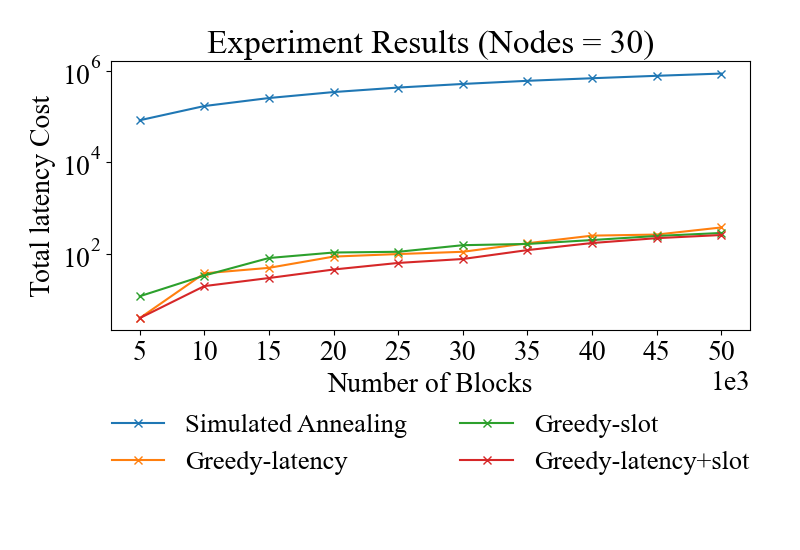 Experiment Results (Nodes = 30)
Total latency Cost
10^6
10^4
10^2
5 10 15 20 25 30 35 40 45 50
1e3
Number of Blocks
Simulated Annealing
Greedy-latency
Greedy-slot
Greedy-latency+slot